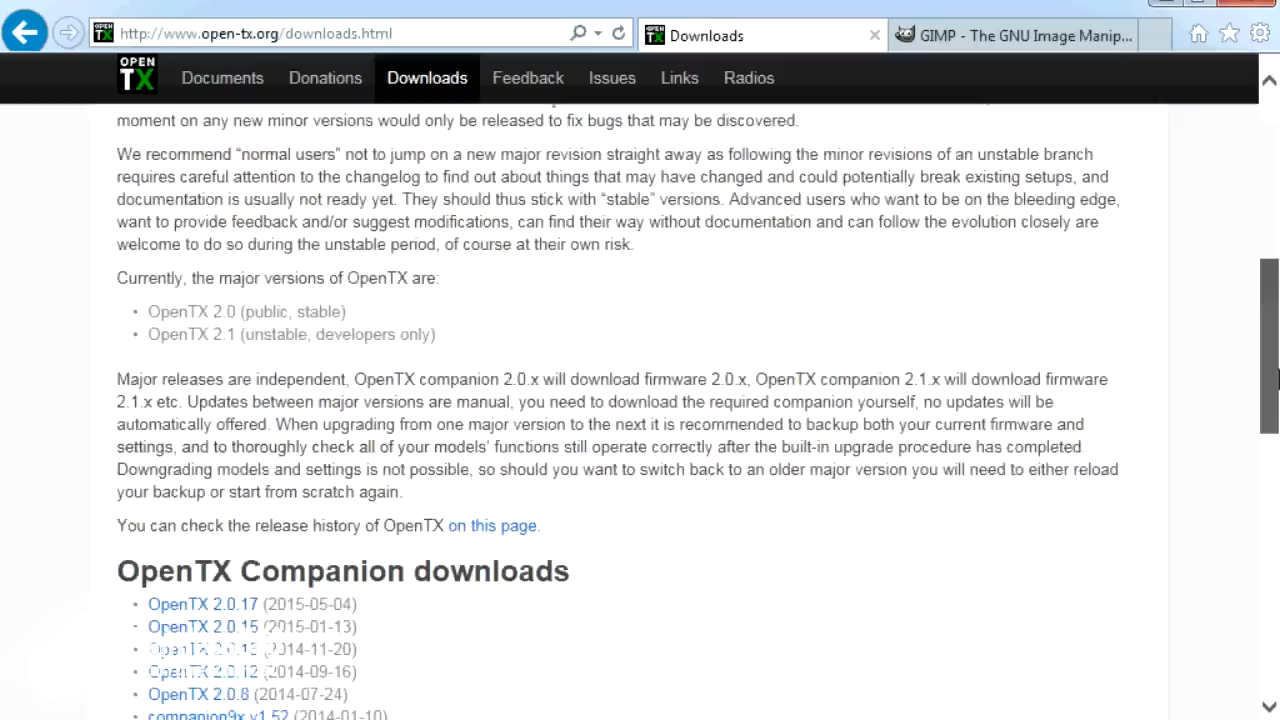 http://www.open-tx.org/downloads.html
Downloads
GIMP - The GNU Image Manip...
OPEN
TX
Documents
Donations
Downloads
Feedback
Issues
Links
Radios
moment on any new minor versions would only be released to fix bugs that may be discovered.
We recommend “normal users” not to jump on a new major revision straight away as following the minor revisions of an unstable branch
requires careful attention to the changelog to find out about things that may have changed and could potentially break existing setups, and
documentation is usually not ready yet. They should thus stick with “stable” versions. Advanced users who want to be on the bleeding edge,
want to provide feedback and/or suggest modifications, can find their way without documentation and can follow the evolution closely are
welcome to do so during the unstable period, of course at their own risk.
Currently, the major versions of OpenTX are:
• OpenTX 2.0 (public, stable)
• OpenTX 2.1 (unstable, developers only)
Major releases are independent, OpenTX companion 2.0.x will download firmware 2.0.x, OpenTX companion 2.1.x will download firmware
2.1.x etc. Updates between major versions are manual, you need to download the required companion yourself, no updates will be
automatically offered. When upgrading from one major version to the next it is recommended to backup both your current firmware and
settings, and to thoroughly check all of your models’ functions still operate correctly after the built-in upgrade procedure has completed.
Downgrading models and settings is not possible, so should you want to switch back to an older major version you will need to either reload
your backup or start from scratch again.
You can check the release history of OpenTX on this page.
OpenTX Companion downloads
• OpenTX 2.0.17 (2015-05-04)
• OpenTX 2.0.15 (2015-01-13)
• OpenTX (2014-11-20)
• OpenTX 2.0.12 (2014-09-16)
• OpenTX 2.0.8 (2014-07-24)
companion9x v1.52 (2014-01-10)